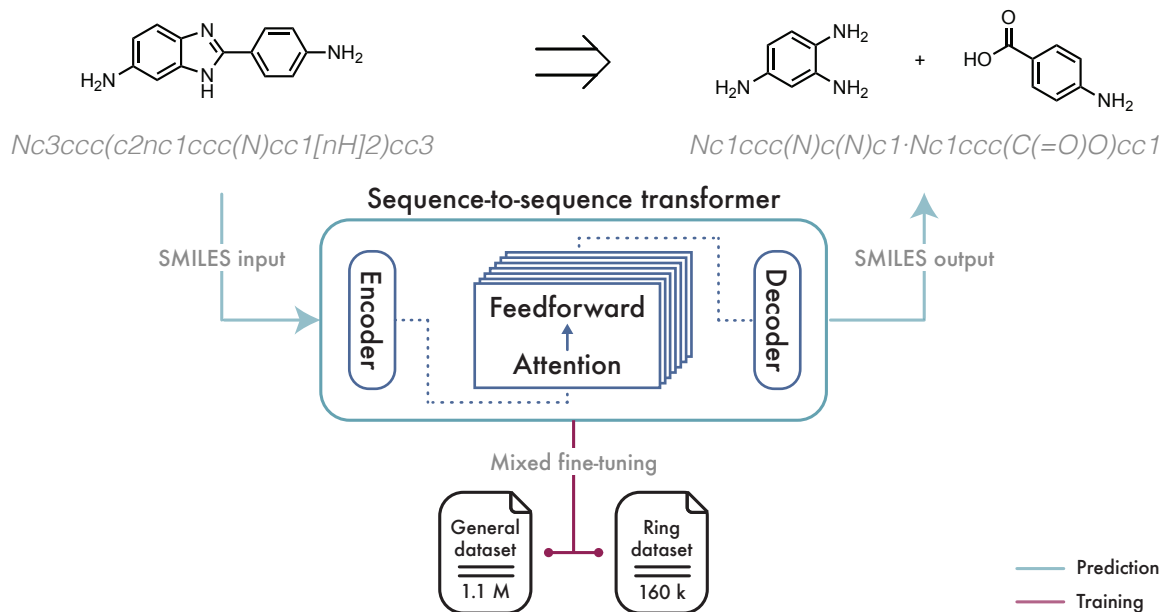 N
NH2
H2N
N
H
NH2
H2N
NH2
+
O
HO
NH2
Nc3ccc(c2nc1ccc(N)cc1[nH]2)cc3
Nc1ccc(N)c(N)c1·Nc1ccc(C(=O)O)cc1
Sequence-to-sequence transformer
SMILES input
SMILES output
Encoder
Feedforward
Attention
Decoder
Mixed fine-tuning
General
dataset
1.1 M
Ring
dataset
160 k
Prediction
Training